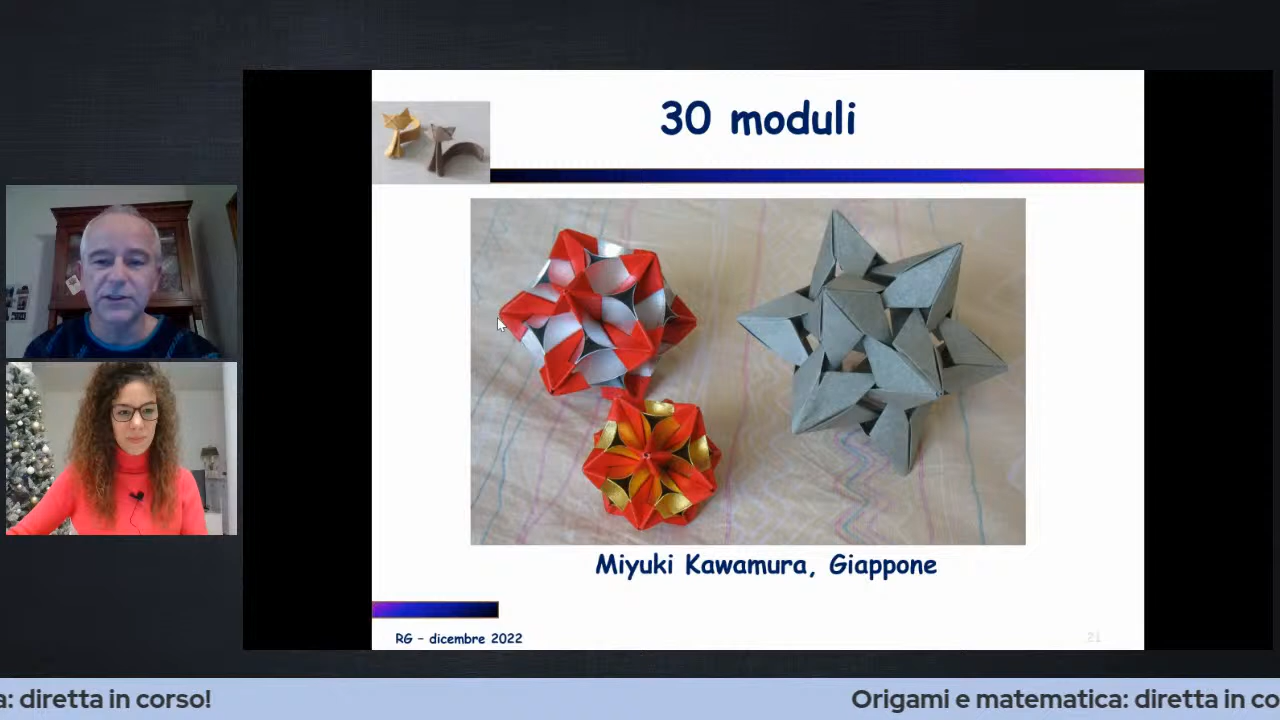 30 moduli
Miyuki Kawamura, Giappone
RG – dicembre 2022
21
a: diretta in corso!
Origami e matematica: diretta in co